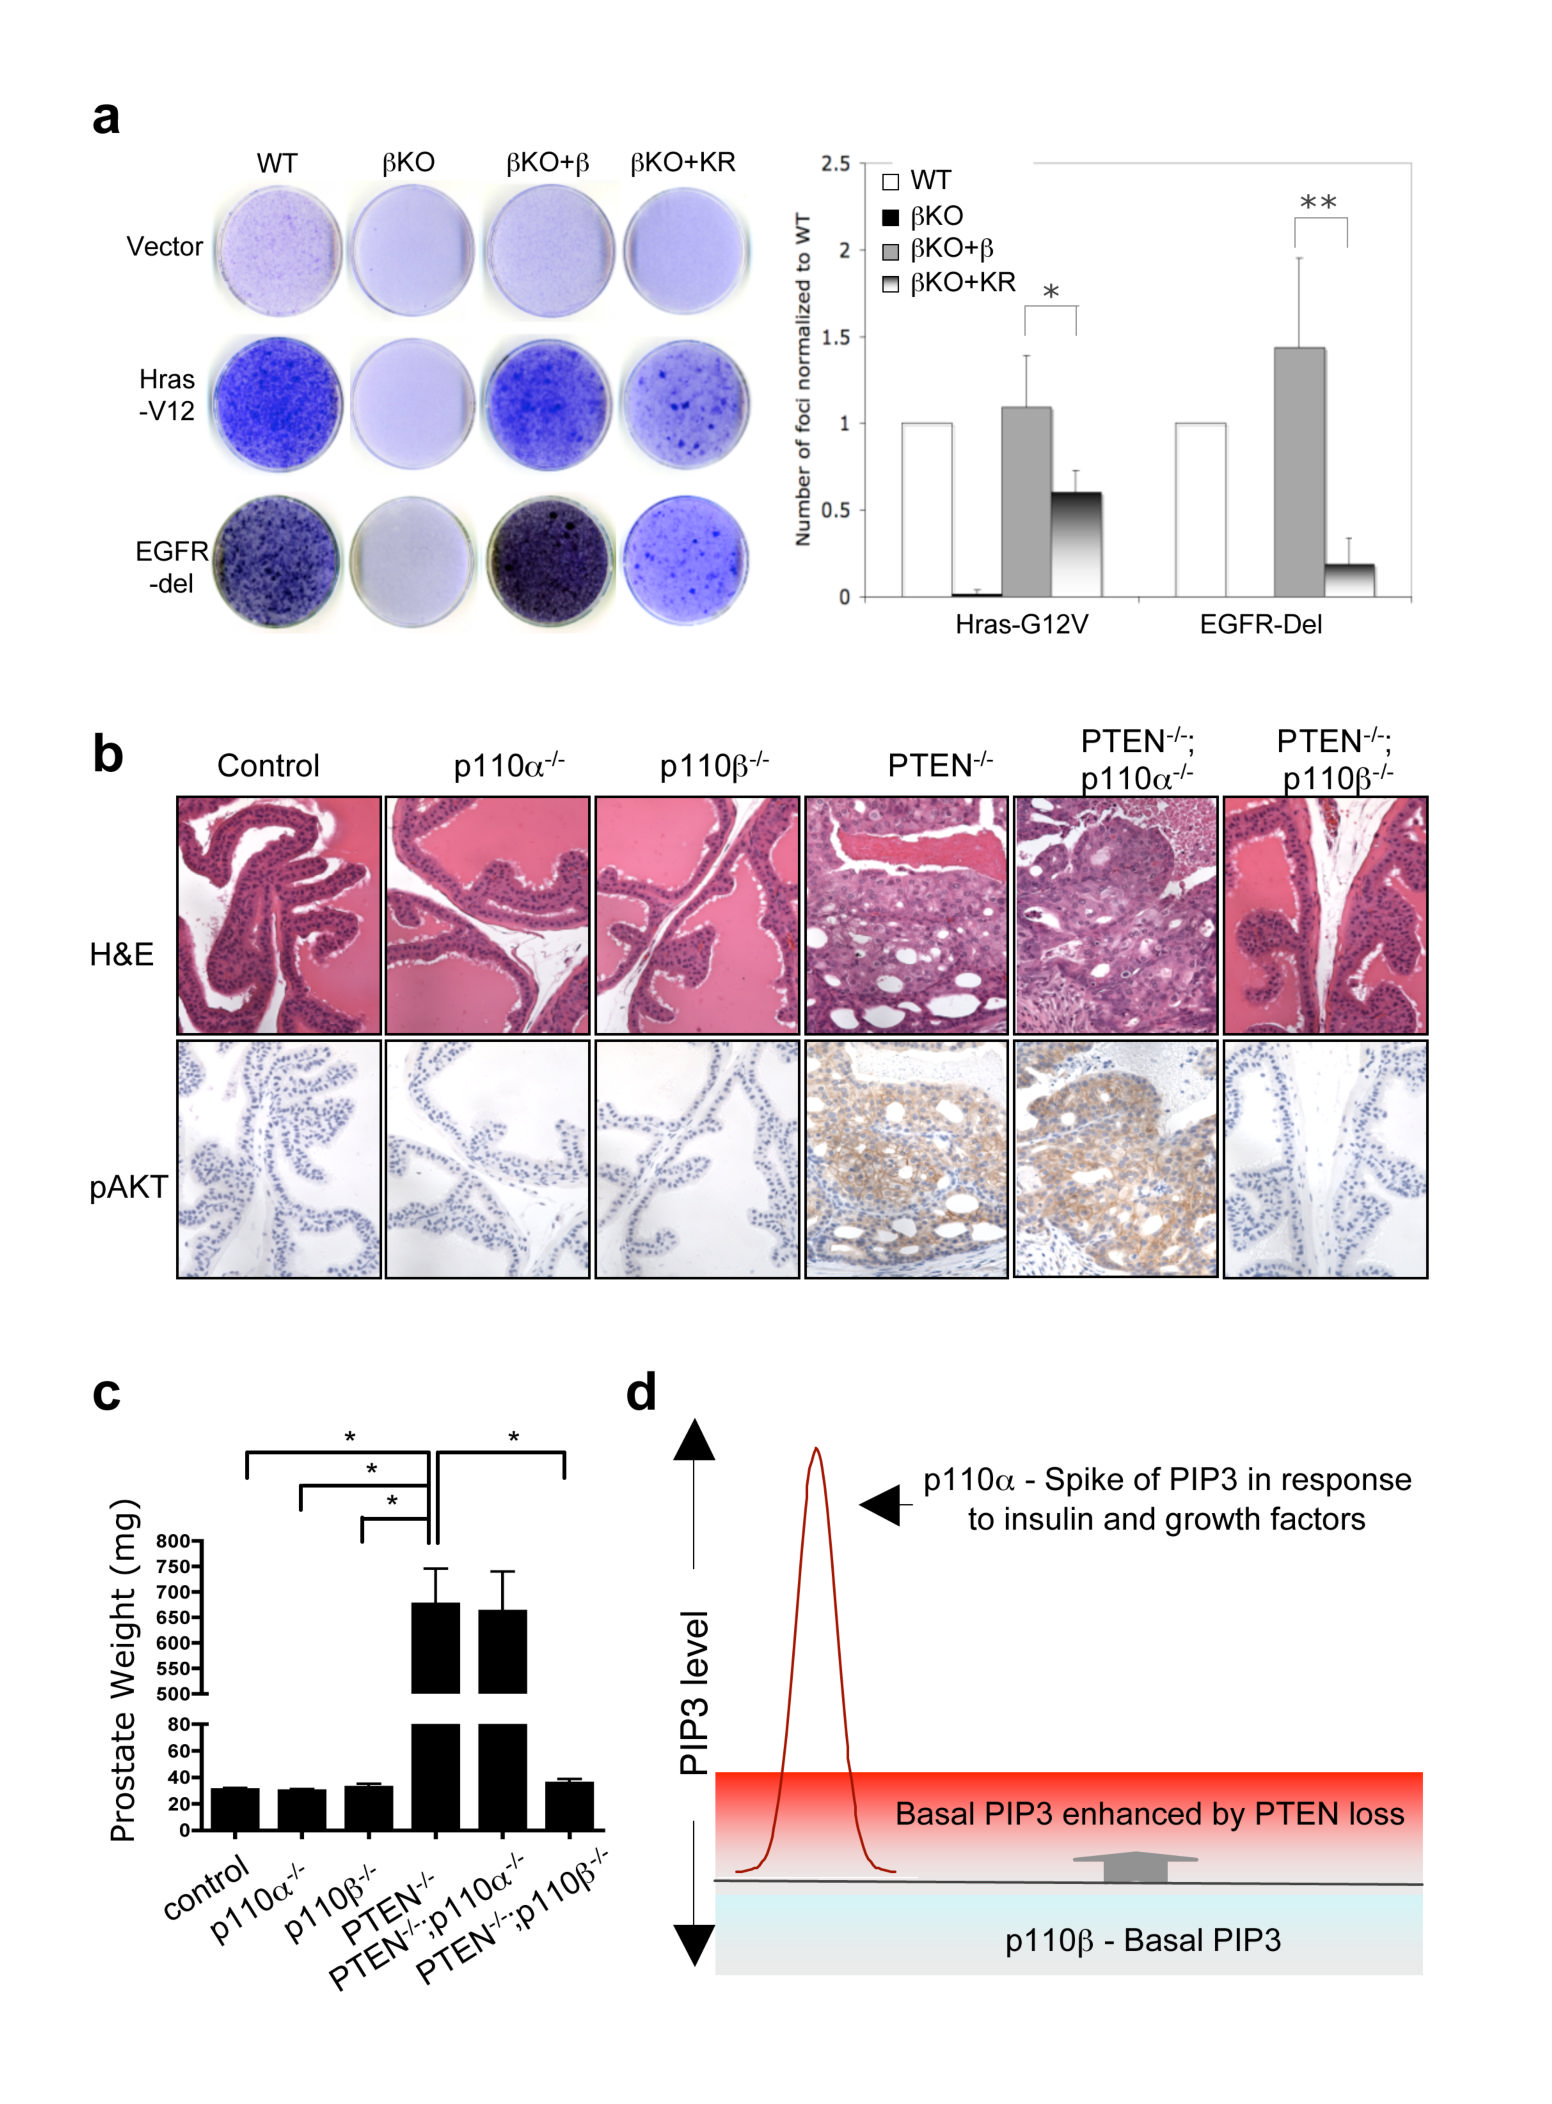 a
WT
βKO
βKO+β
βKO+KR
Vector
Hras
-V12
EGFR
-del
Number of foci normalized to WT
2.5
2
1.5
1
0.5
0
WT
βKO
βKO+β
βKO+KR
*
**
Hras-G12V
EGFR-Del
b
Control
p110α-/-
p110β-/-
PTEN-/-
PTEN-/-;
p110α-/-
PTEN-/-;
p110β-/-
H&E
pAKT
c
*
*
*
*
Prostate Weight (mg)
800
750
700
650
600
550
500
80
60
40
20
0
control
p110α-/-
p110β-/-
PTEN-/-
PTEN-/-;p110α-/-
PTEN-/-;p110β-/-
d
PIP3 level
p110α - Spike of PIP3 in response
to insulin and growth factors
Basal PIP3 enhanced by PTEN loss
p110β - Basal PIP3